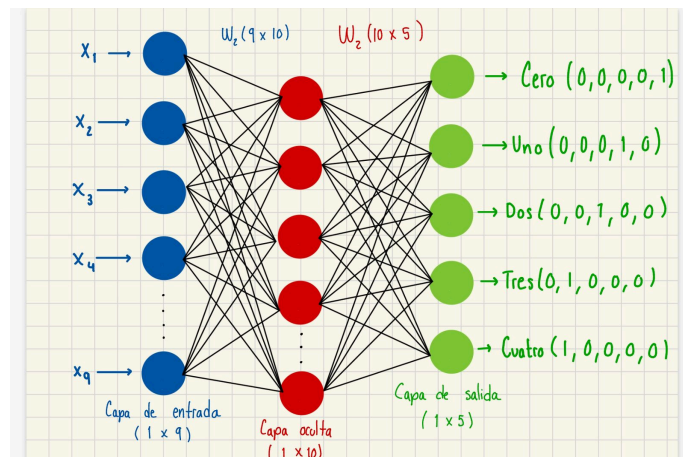 W₂(9 x 10)
W₂(10 x 5)
X₁
X₂
X₃
X₄
X₉
Cero (0,0,0,0,1)
Uno (0,0,0,1,0)
Dos (0,0,1,0,0)
Tres (0,1,0,0,0)
Cuatro (1,0,0,0,0)
Capa de entrada
(1 x 9)
Capa oculta
(1 x 10)
Capa de salida
(1 x 5)